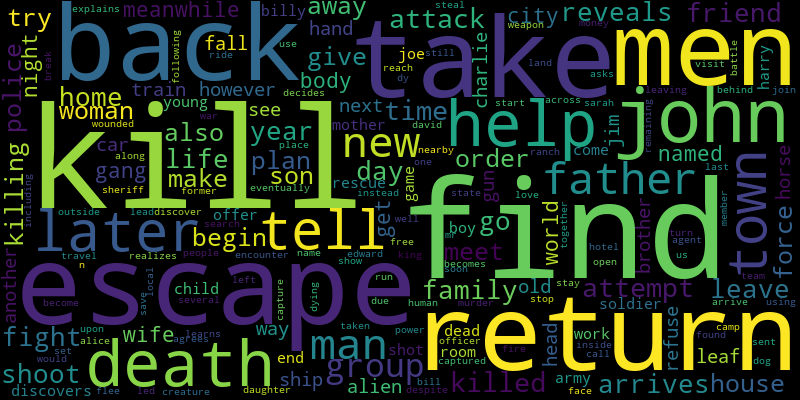 explains
meanwhile
billy
away
steal
reveals
friend
try
back
hand
attack
city
weapon
money
men
night
following
fall
use
ride
give
joe
still
reach
dy
take
charlie
land
asks
visit
battle
harry
behind
join
police
break
home
train
however
body
decides
woman
wounded
kill
young
see
next
time
start
across
sarah
leaving
john
also
year
mother
war
place
new
david
help
jim
remaining
come
named
last
killing
including
car
along
gang
sheriff
life
make
former
plan
son
eventually
rescue
instead
day
game
nearby
one
order
gun
ranch
state
love
father
member
town
horse
outside
lead
discover
offer
later
search
begin
tell
get
well
free
king
boy
mr
go
meet
soon
becomes
find
world
together
hotel
open
brother
turn
agent
us
team
force
another
travel
n
realizes
local
save
people
encounter
name
show
edward
escape
child
several
left
capture
dying
run
due
human
family
old
stay
stop
murder
attempt
soldier
leave
arrive
using
become
fight
set
upon
alice
would
learns
agrees
wife
way
taken
man
power
dead
officer
room
captured
fire
return
head
work
inside
call
refuse
found
camp
leaf
sent
dog
shoot
discovers
flee
death
led
creature
end
daughter
ship
group
alien
shot
bill
despite
killed
army
face
arrives
house